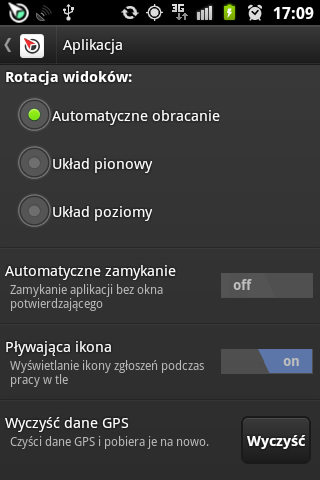 3G
17:09
Aplikacja
Rotacja widoków:
Automatyczne obracanie
Układ pionowy
Układ poziomy
Automatyczne zamykanie
Zamykanie aplikacji bez okna
potwierdzającego
off
Pływająca ikona
Wyświetlanie ikony zgłoszeń podczas
pracy w tle
on
Wyczyść dane GPS
Czyści dane GPS i pobiera je na nowo.
Wyczyść